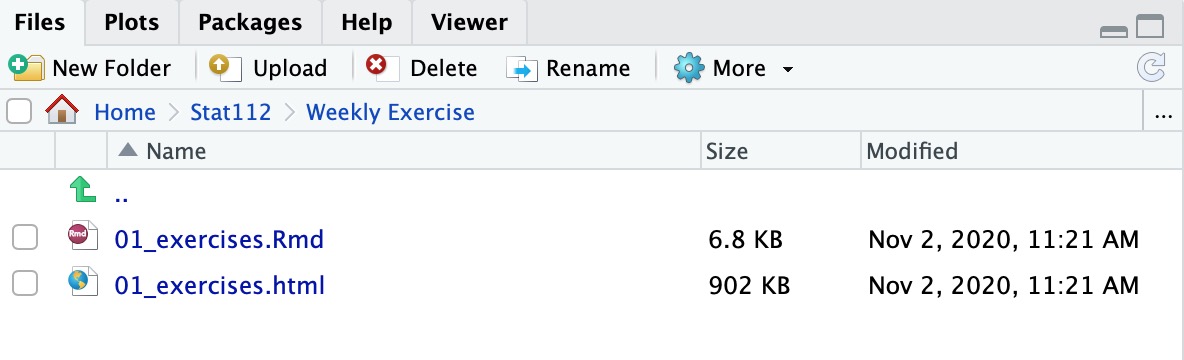 Files Plots Packages Help Viewer
New Folder Upload Delete Rename More
Home Stat112 Weekly Exercise ...
Name Size Modified
..
Rmd 01_exercises.Rmd 6.8 KB Nov 2, 2020, 11:21 AM
01_exercises.html 902 KB Nov 2, 2020, 11:21 AM